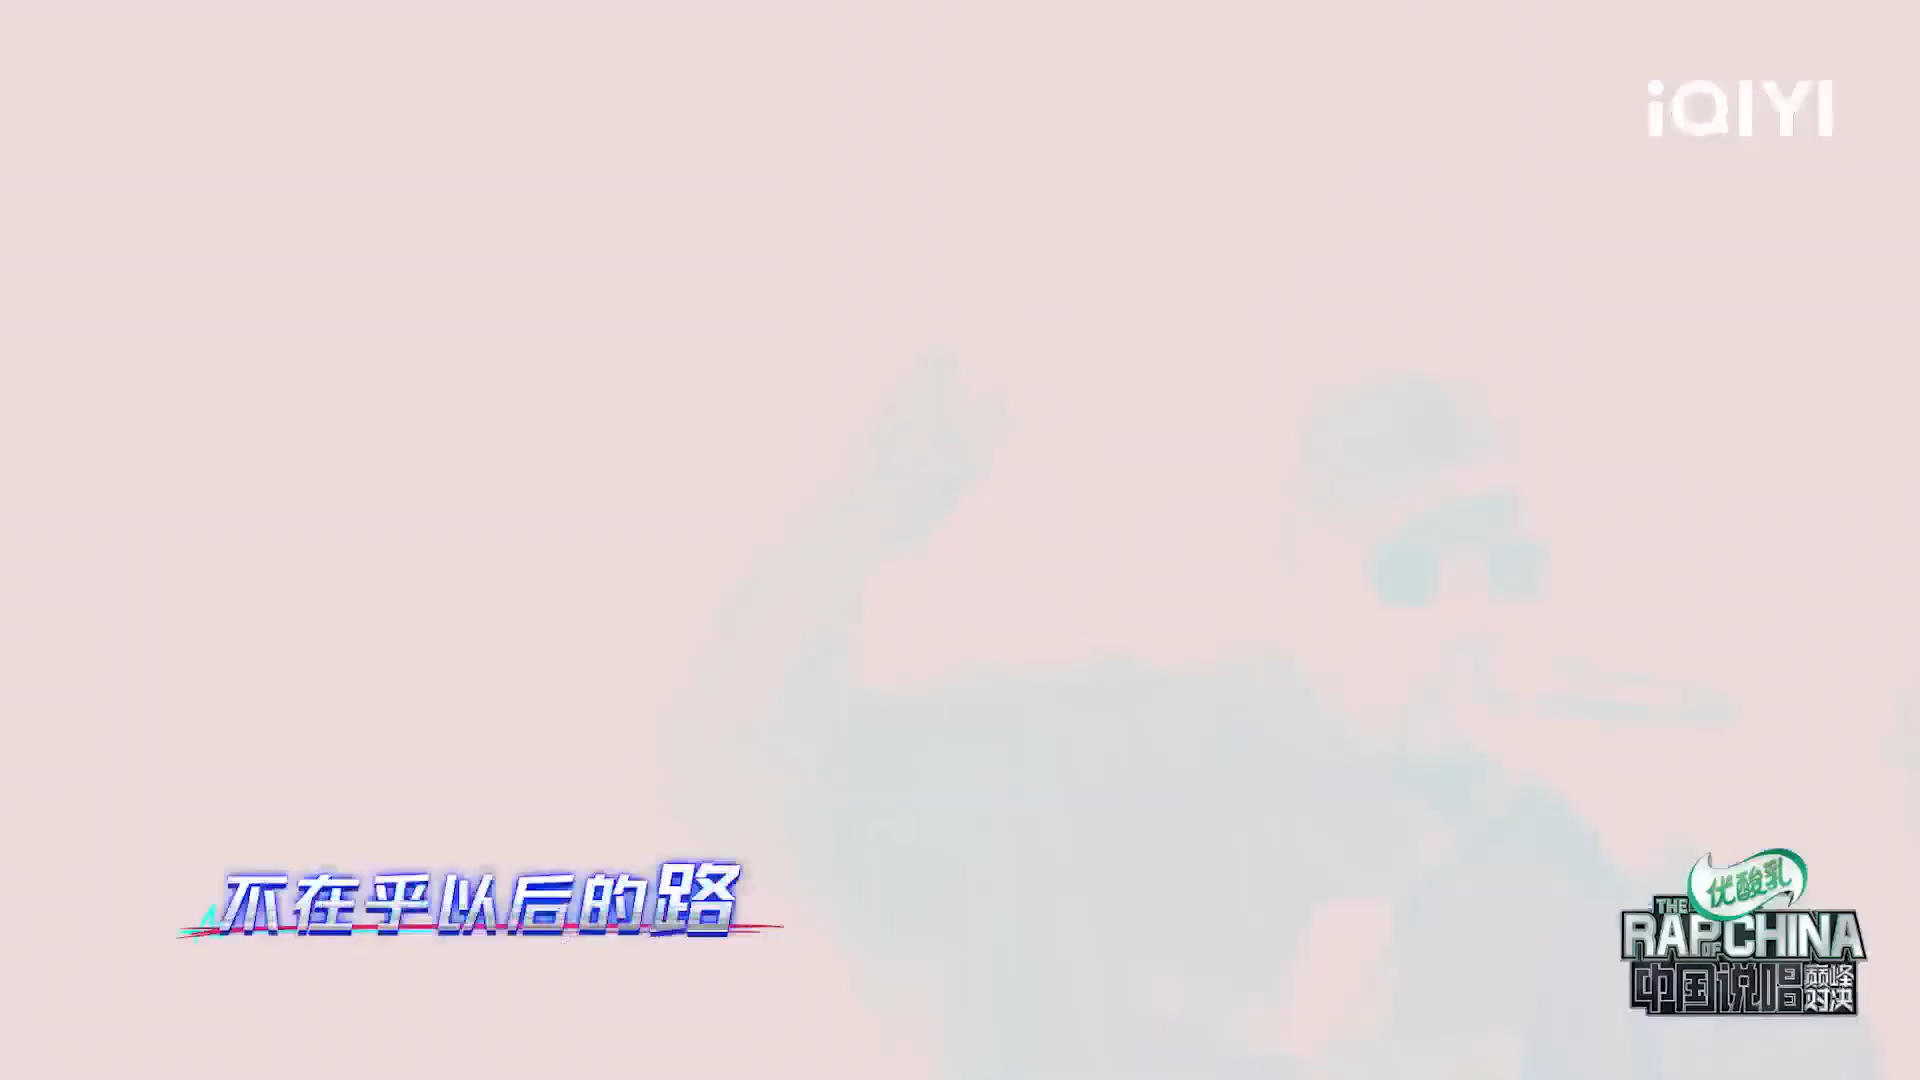 iQIYI
不在乎以后的路
优酸乳
THE
RAP OF CHINA
中国说唱
巅峰
对决